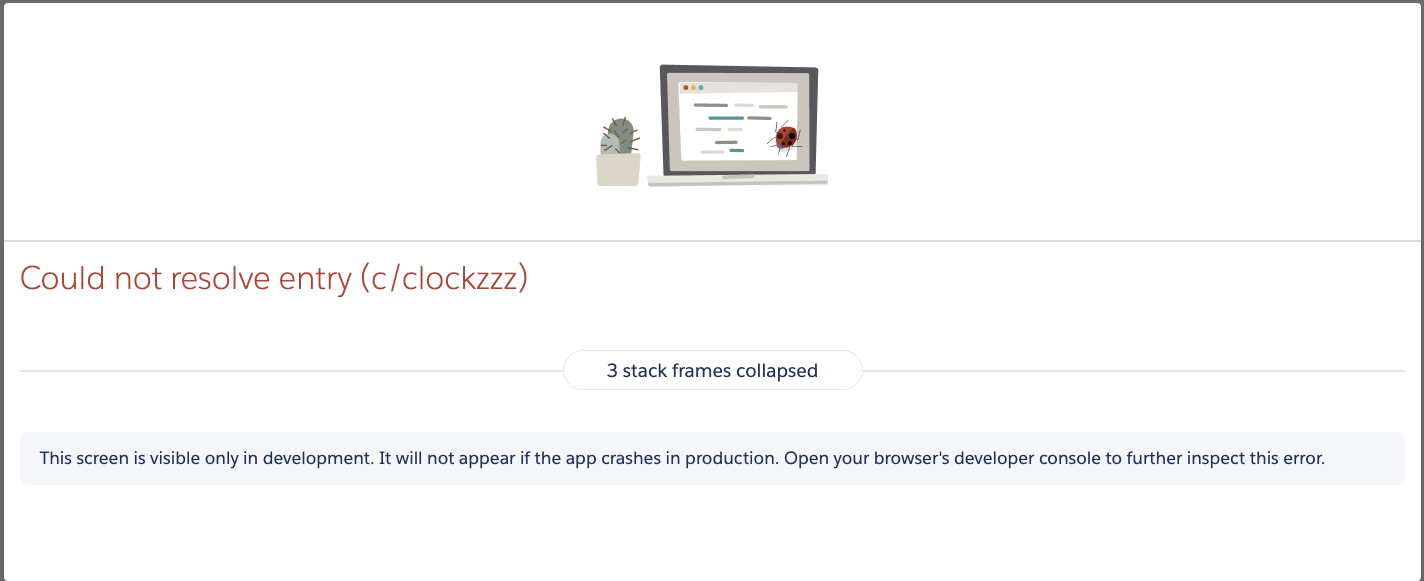 Could not resolve entry (c/clockzzz)
3 stack frames collapsed
This screen is visible only in development. It will not appear if the app crashes in production. Open your browser's developer console to further inspect this error.